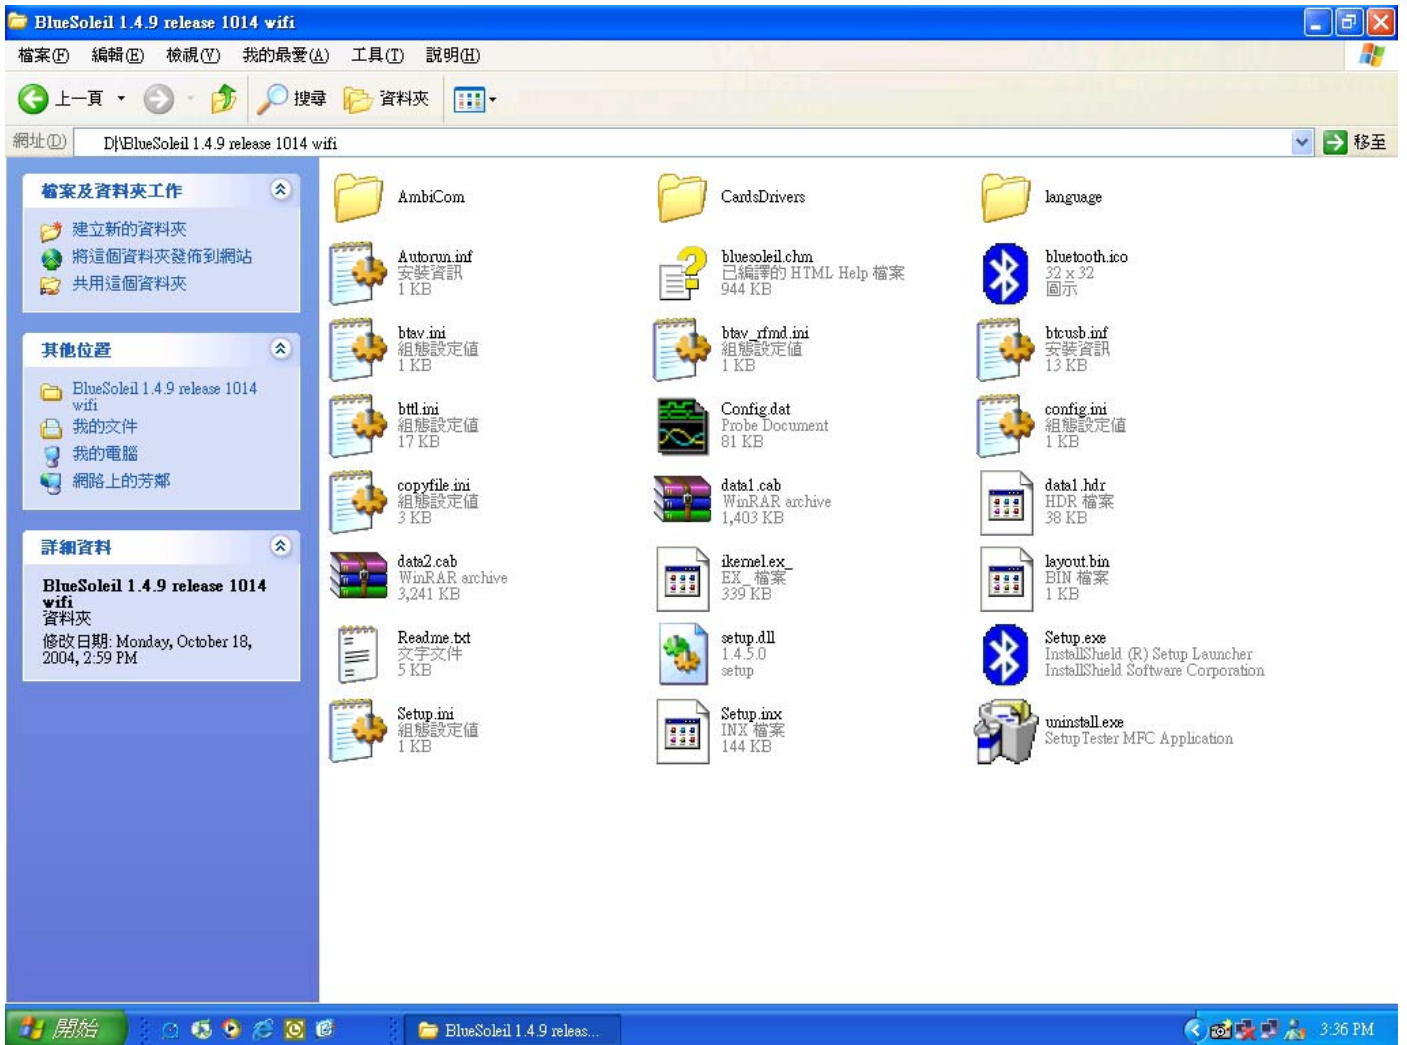 BlueSoleil 1.4.9 release 1014 wifi
檔案(F) 編輯(E) 檢視(V) 我的最愛(A) 工具(T) 說明(H)
上一頁 搜尋 資料夾
網址(D) D:\BlueSoleil 1.4.9 release 1014 wifi 移至
檔案及資料夾工作
建立新的資料夾
將這個資料夾發佈到網站
共用這個資料夾
其他位置
BlueSoleil 1.4.9 release 1014
wifi
我的文件
我的電腦
網路上的芳鄰
詳細資料
BlueSoleil 1.4.9 release 1014
wifi
資料夾
修改日期: Monday, October 18,
2004, 2:59 PM
AmbiCom
CardsDrivers
language
Autorun.inf
安裝資訊
1 KB
bluesoleil.chm
已編譯的 HTML Help 檔案
944 KB
bluetooth.ico
32 x 32
圖示
btav.ini
組態設定值
1 KB
btav_rfmd.ini
組態設定值
1 KB
btcusb.inf
安裝資訊
13 KB
bttl.ini
組態設定值
17 KB
Config.dat
Probe Document
81 KB
config.ini
組態設定值
1 KB
copyfile.ini
組態設定值
3 KB
data1.cab
WinRAR archive
1,403 KB
data1.hdr
HDR 檔案
38 KB
data2.cab
WinRAR archive
3,241 KB
ikernel.ex_
EX_ 檔案
339 KB
layout.bin
BIN 檔案
1 KB
Readme.txt
文字文件
5 KB
setup.dll
1.4.5.0
setup
Setup.exe
InstallShield (R) Setup Launcher
InstallShield Software Corporation
Setup.ini
組態設定值
1 KB
Setup.inx
INX 檔案
144 KB
uninstall.exe
SetupTester MFC Application
開始 BlueSoleil 1.4.9 releas... 3:36 PM